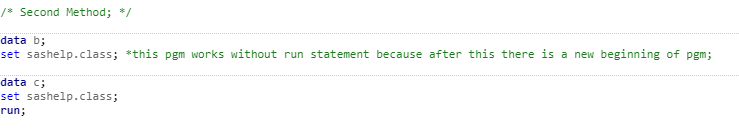 /* Second Method; */
data b;
set sashelp.class; *this pgm works without run statement because after this there is a new beginning of pgm;
data c;
set sashelp.class;
run;